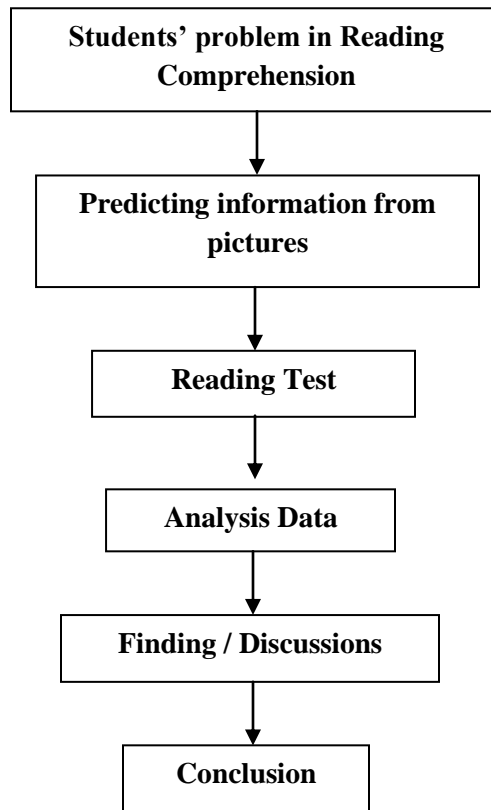 Students’ problem in Reading
Comprehension
Predicting information from
pictures
Reading Test
Analysis Data
Finding / Discussions
Conclusion